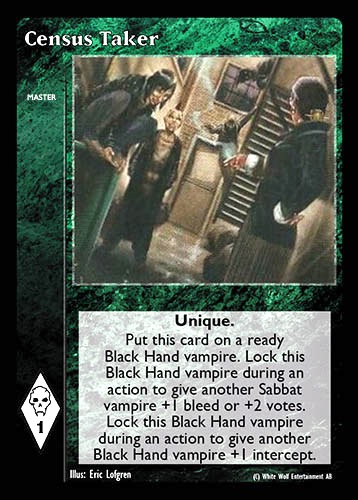 Census Taker
MASTER
Unique.
Put this card on a ready
Black Hand vampire. Lock this
Black Hand vampire during an
action to give another Sabbat
vampire +1 bleed or +2 votes.
Lock this Black Hand vampire
during an action to give another
Black Hand vampire +1 intercept.
1
Illus: Eric Lofgren
(C) White Wolf Entertainment AB